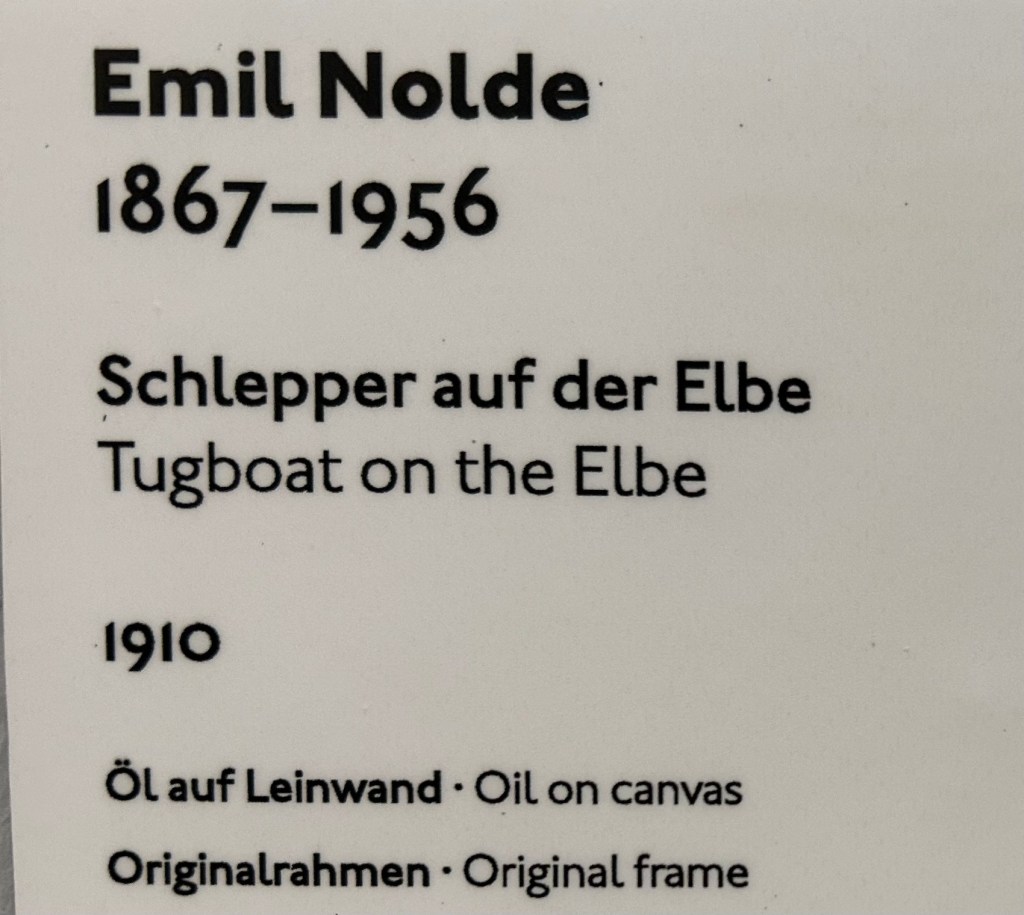 Emil Nolde
1867–1956
Schlepper auf der Elbe
Tugboat on the Elbe
1910
Öl auf Leinwand · Oil on canvas
Originalrahmen · Original frame